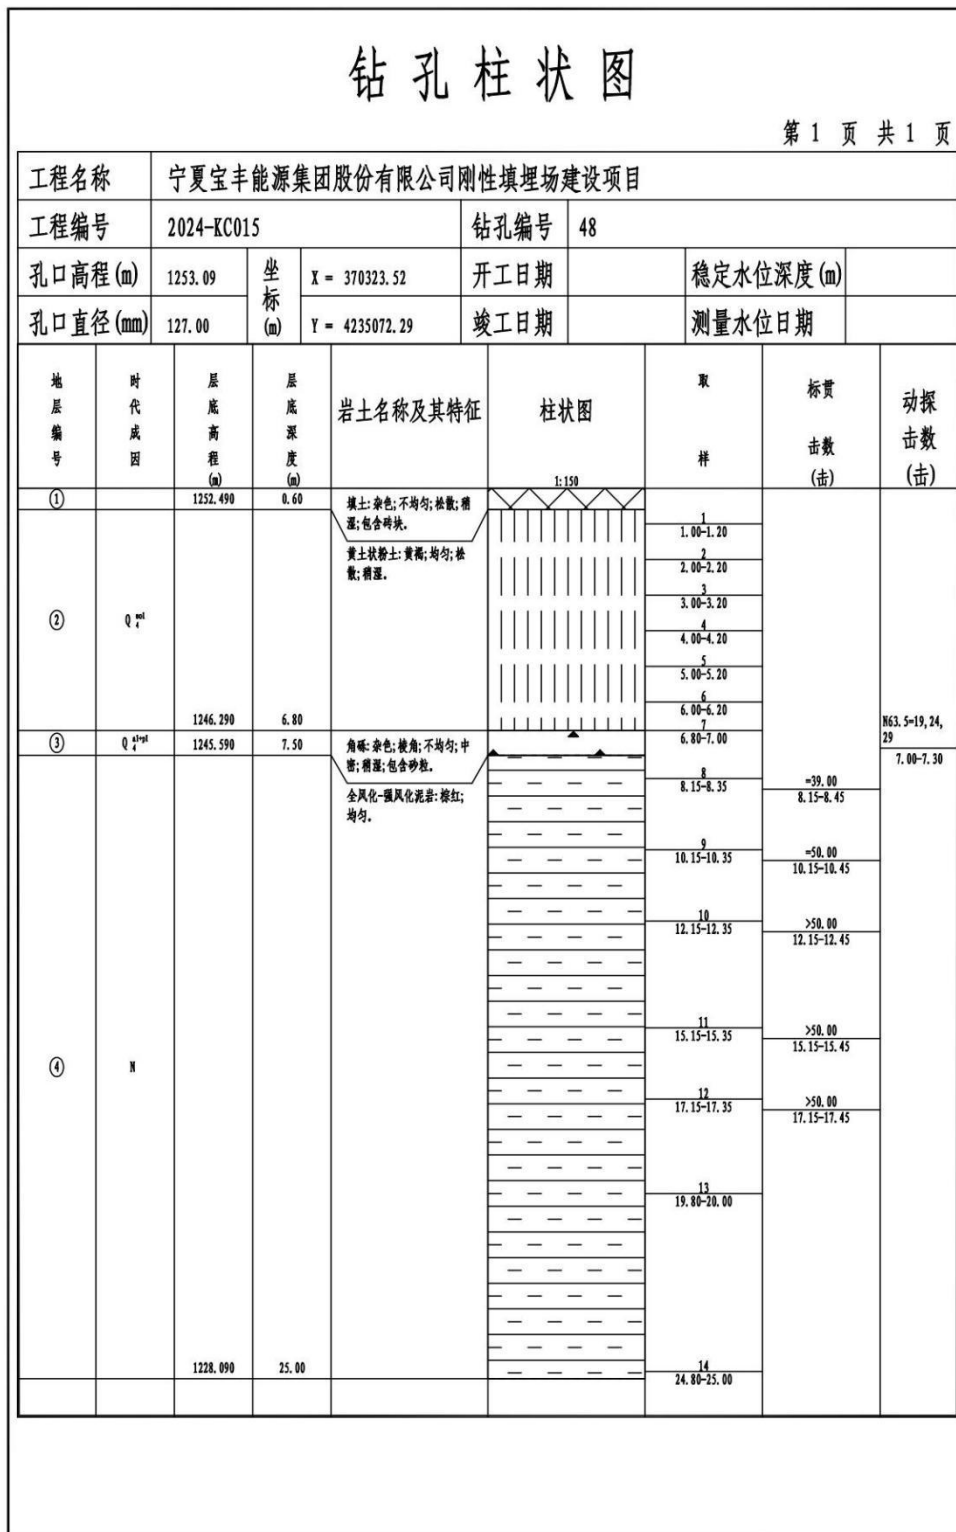 钻孔柱状图
第 1 页 共 1 页
工程名称 宁夏宝丰能源集团股份有限公司刚性填埋场建设项目
工程编号 2024-KC015 钻孔编号 48
孔口高程(m) 1253.09 坐标(m) X = 370323.52 开工日期 稳定水位深度(m)
孔口直径(mm) 127.00 Y = 4235072.29 竣工日期 测量水位日期
地层编号 时代成因 层底高程(m) 层底深度(m) 岩土名称及其特征 柱状图 1:150 取样 标贯击数(击) 动探击数(击)
① 1252.490 0.60
填土:杂色;不均匀;松散;稍
湿;包含砖块。
黄土状粉土:黄褐;均匀;松
散;稍湿。
1
1.00-1.20
2
2.00-2.20
3
3.00-3.20
② Q
4
4
4.00-4.20
5
5.00-5.20
6
6.00-6.20
1246.290 6.80
7
6.80-7.00
N63.5=19,24,
29
7.00-7.30
③ Q 4 al+pl 1245.590 7.50
角砾:杂色;棱角;不均匀;中
密;稍湿;包含砂粒。
全风化-强风化泥岩:棕红;
均匀。
8
8.15-8.35
=39.00
8.15-8.45
9
10.15-10.35
=50.00
10.15-10.45
10
12.15-12.35
>50.00
12.15-12.45
11
15.15-15.35
>50.00
15.15-15.45
④ N
12
17.15-17.35
>50.00
17.15-17.45
13
19.80-20.00
1228.090 25.00
14
24.80-25.00